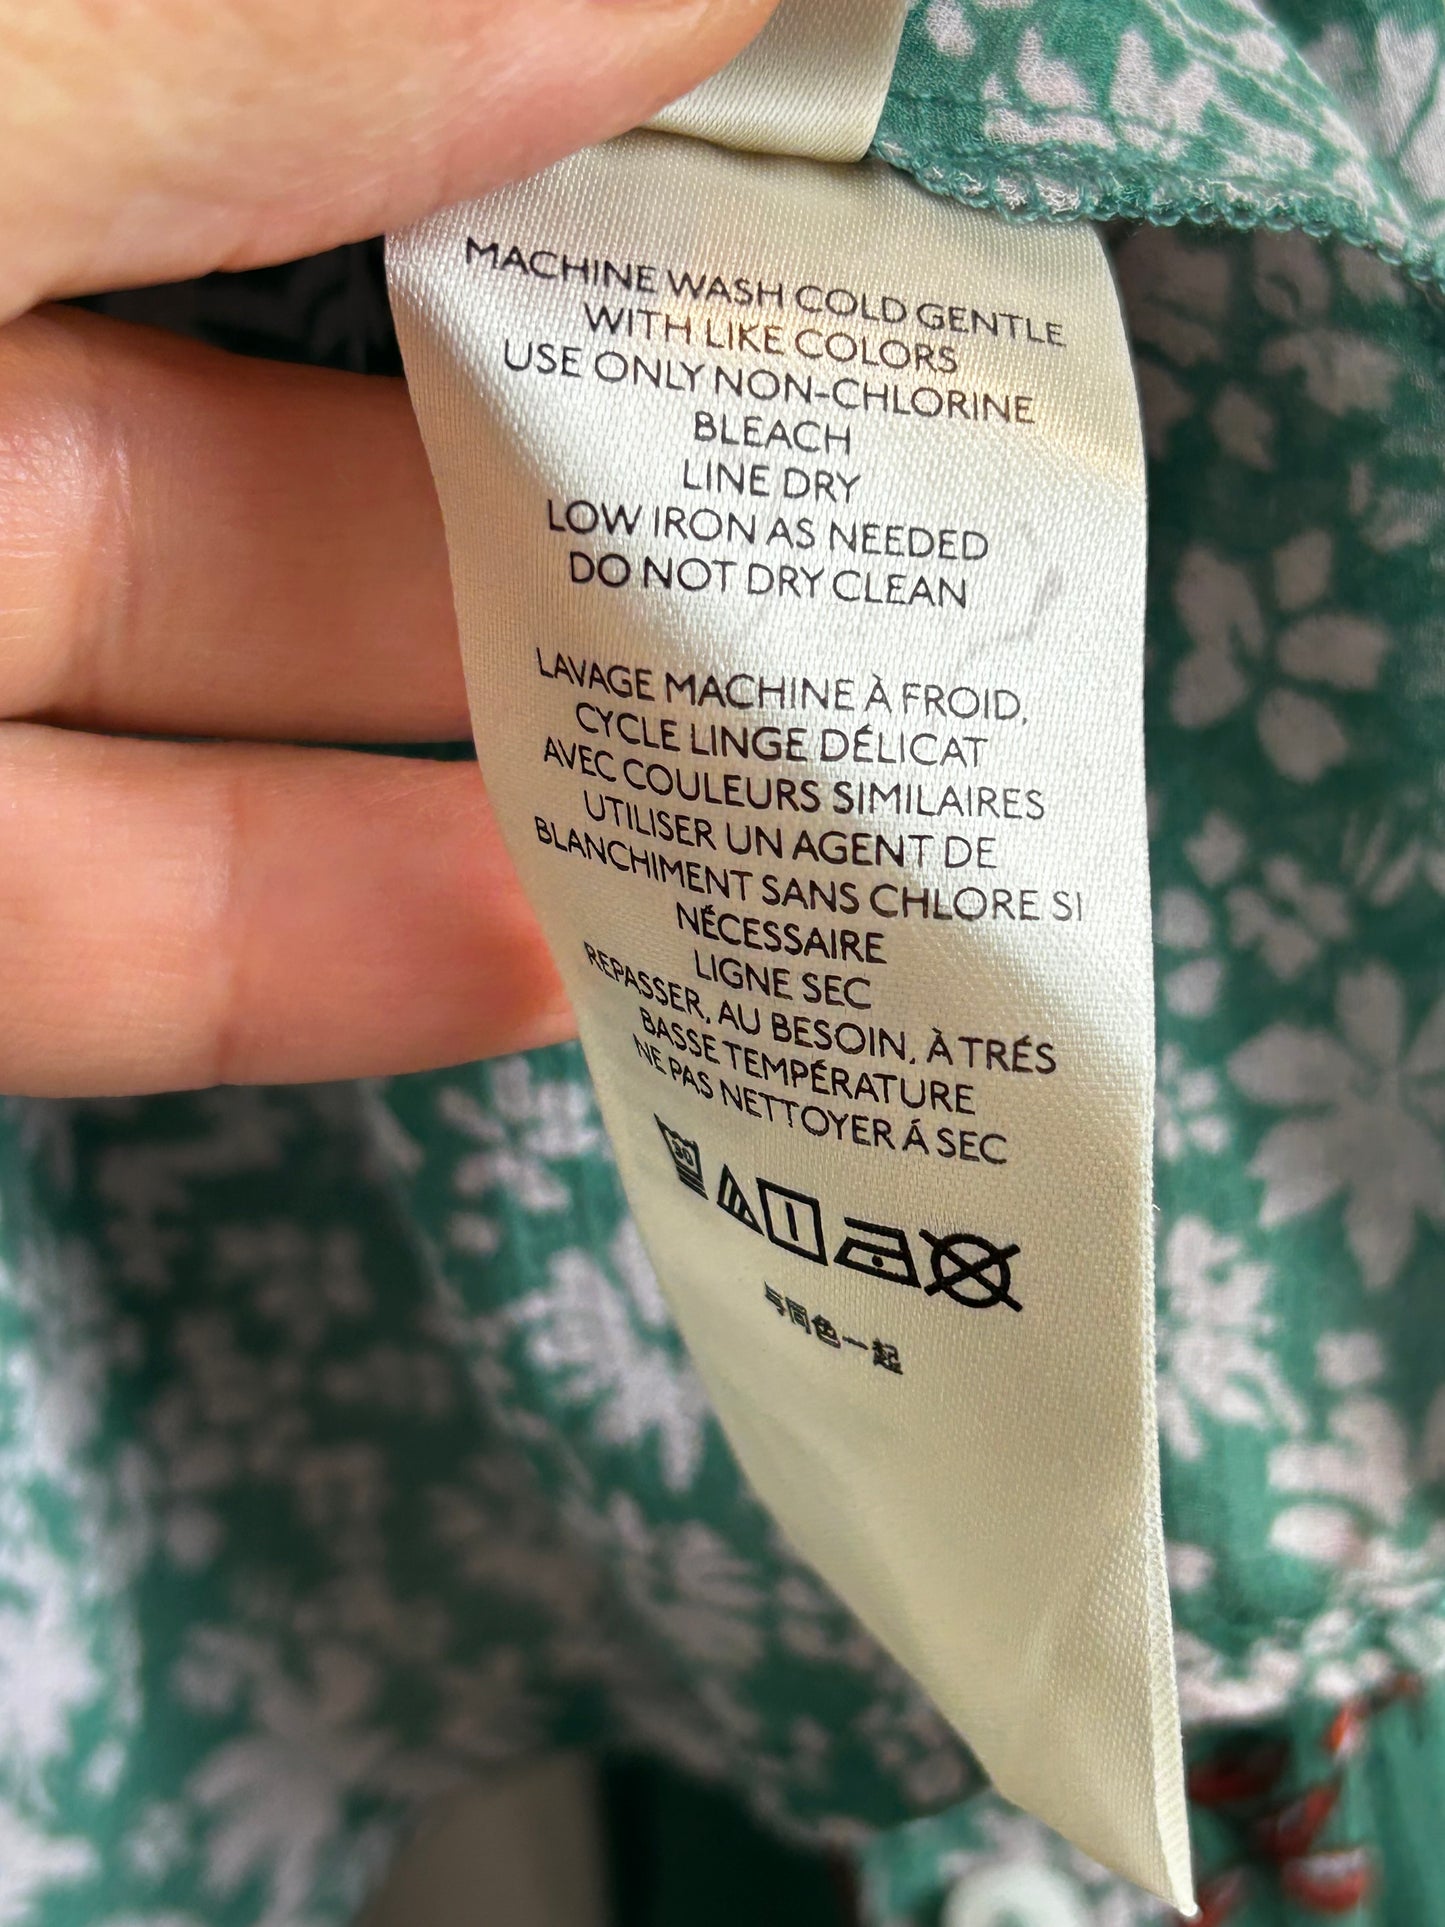 MACHINE WASH COLD GENTLE
WITH LIKE COLORS
USE ONLY NON-CHLORINE
BLEACH
LINE DRY
LOW IRON AS NEEDED
DO NOT DRY CLEAN
LAVAGE MACHINE À FROID,
CYCLE LINGE DÉLICAT
AVEC COULEURS SIMILAIRES
UTILISER UN AGENT DE
BLANCHIMENT SANS CHLORE SI
NÉCESSAIRE
LIGNE SEC
REPASSER, AU BESOIN, À TRÉS
BASSE TEMPÉRATURE
NE PAS NETTOYER Á SEC
30
与同色一起